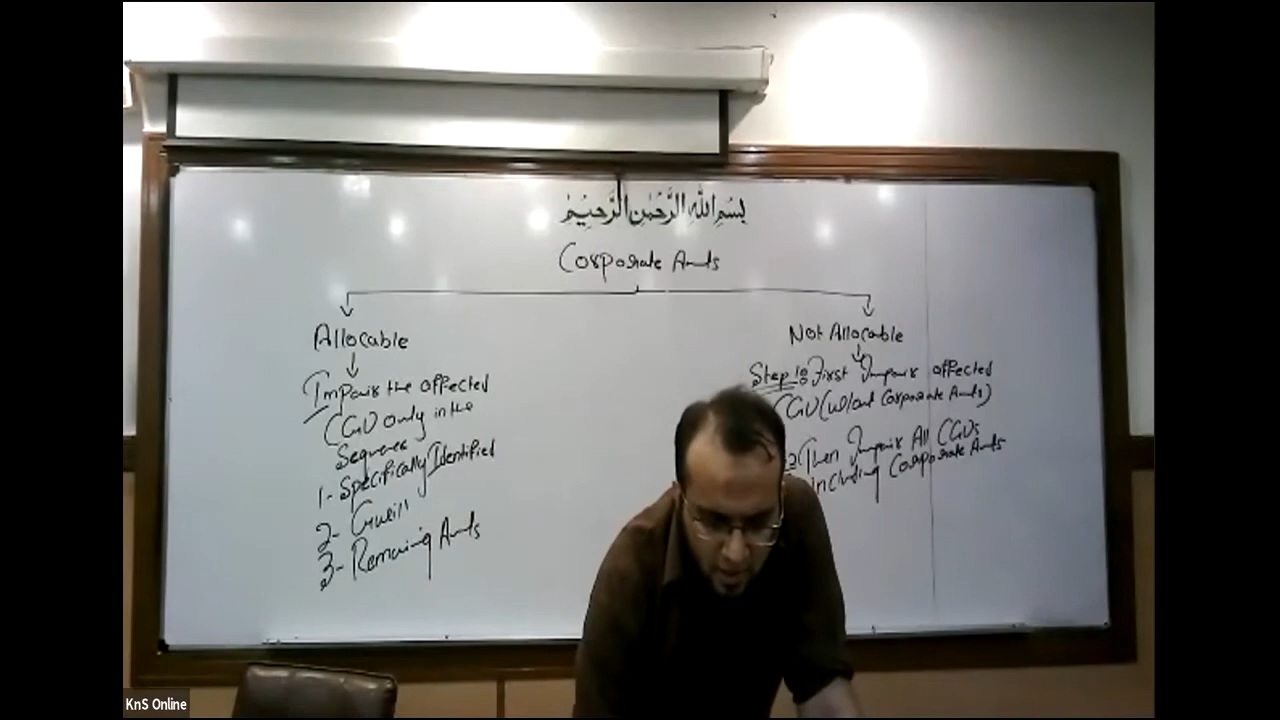 بِسْمِ اللهِ الرَّحْمٰنِ الرَّحِيْمِ
Corporate Assets
Allocable
Impair the affected
CGU only in the
Sequence
1- Specifically Identified
2- Gwill
3- Remaining Assets
Not Allocable
Step 1: First Impair affected
CGU (w/out Corporate Assets)
2 Then Impair All CGUs
including Corporate Assets
KnS Online